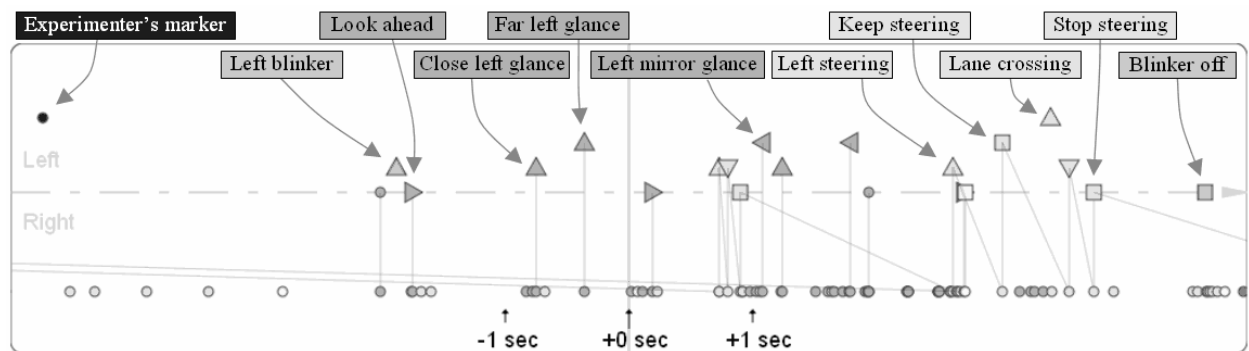 Experimenter's marker
Look ahead
Far left glance
Keep steering
Stop steering
Left blinker
Close left glance
Left mirror glance
Left steering
Lane crossing
Blinker off
Left
Right
-1 sec
+0 sec
+1 sec